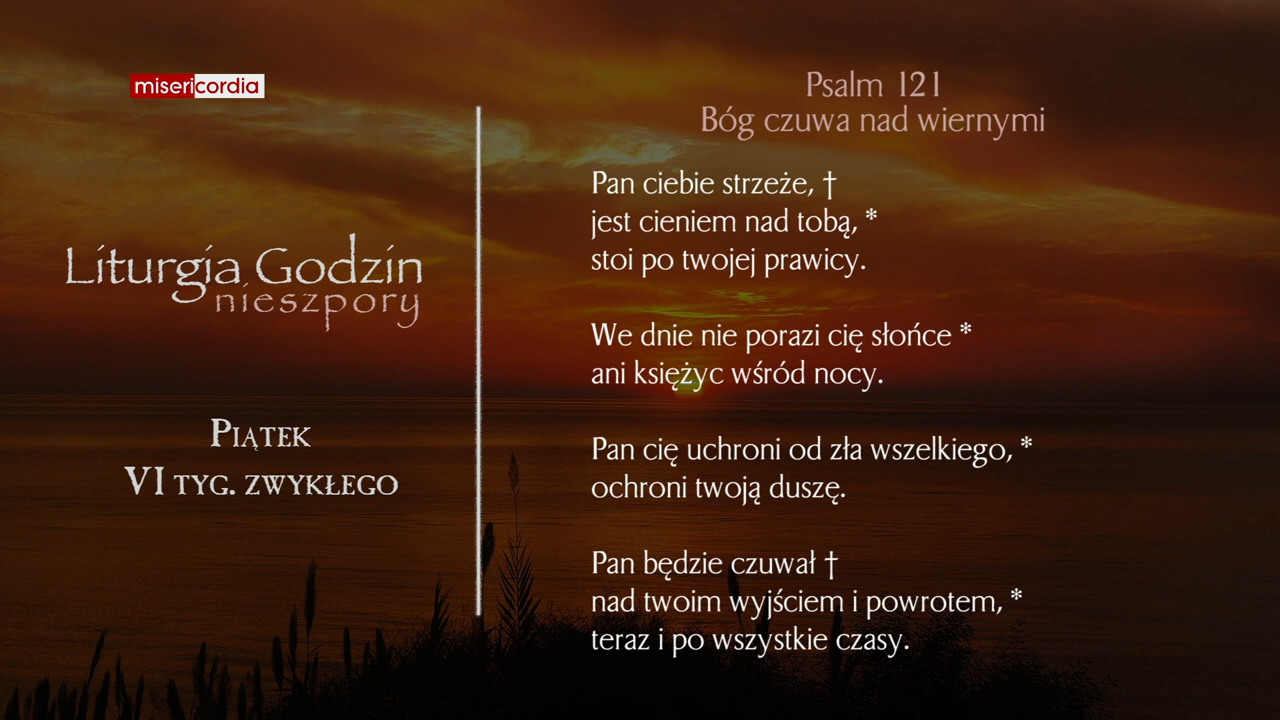 misericordia
Liturgia Godzin
nieszpory
Piątek
VI tyg. zwykłego
Psalm 121
Bóg czuwa nad wiernymi
Pan ciebie strzeże, †
jest cieniem nad tobą, *
stoi po twojej prawicy.
We dnie nie porazi cię słońce *
ani księżyc wśród nocy.
Pan cię uchroni od zła wszelkiego, *
ochroni twoją duszę.
Pan będzie czuwał †
nad twoim wyjściem i powrotem, *
teraz i po wszystkie czasy.